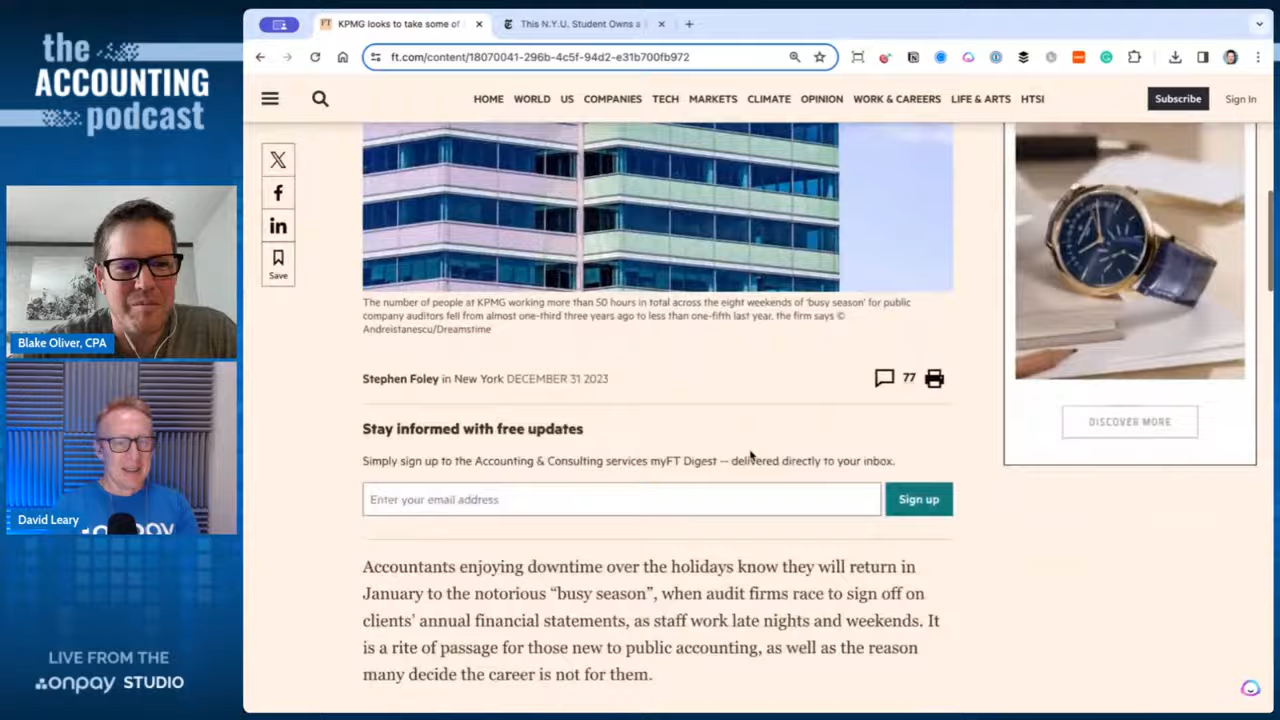 the
ACCOUNTING
podcast
Blake Oliver, CPA
David Leary
LIVE FROM THE
onpay STUDIO
KPMG looks to take some of
This N.Y.U. Student Owns a
ft.com/content/18070041-296b-4c5f-94d2-e31b700fb972
HOME WORLD US COMPANIES TECH MARKETS CLIMATE OPINION WORK & CAREERS LIFE & ARTS HTSI
Subscribe
Sign In
Save
The number of people at KPMG working more than 50 hours in total across the eight weekends of ‘busy season’ for public
company auditors fell from almost one-third three years ago to less than one-fifth last year, the firm says ©
Andreistanescu/Dreamstime
Stephen Foley in New York DECEMBER 31 2023
77
Stay informed with free updates
Simply sign up to the Accounting & Consulting services myFT Digest -- delivered directly to your inbox.
Enter your email address
Sign up
Accountants enjoying downtime over the holidays know they will return in
January to the notorious “busy season”, when audit firms race to sign off on
clients’ annual financial statements, as staff work late nights and weekends. It
is a rite of passage for those new to public accounting, as well as the reason
many decide the career is not for them.
DISCOVER MORE